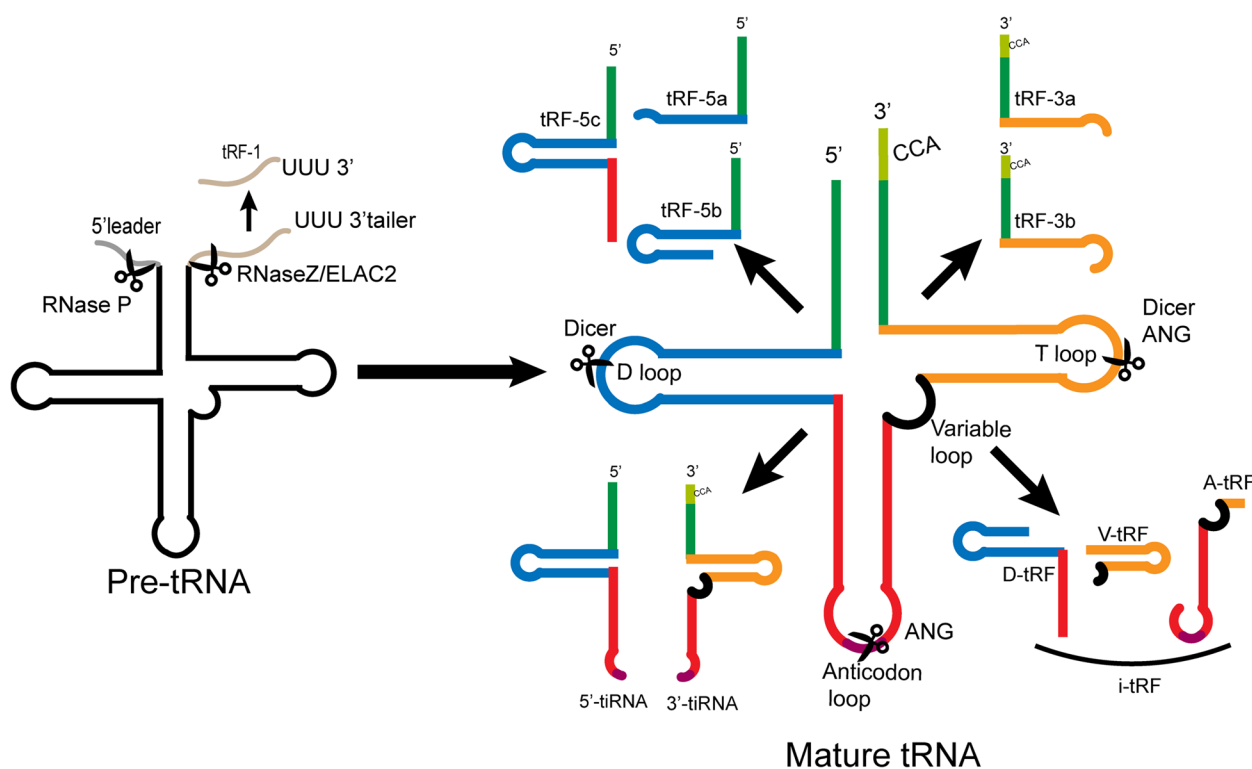 tRF-1
UUU 3’
5’leader
UUU 3’tailer
RNase P
RNaseZ/ELAC2
Pre-tRNA
5’
tRF-5c
5’
tRF-5a
5’
tRF-5b
5’
3’
CCA
3’
CCA
tRF-3a
3’
CCA
tRF-3b
Dicer
D loop
Dicer
ANG
T loop
Variable
loop
ANG
Anticodon
loop
5’
3’
CCA
5’-tiRNA
3’-tiRNA
D-tRF
V-tRF
A-tRF
i-tRF
Mature tRNA